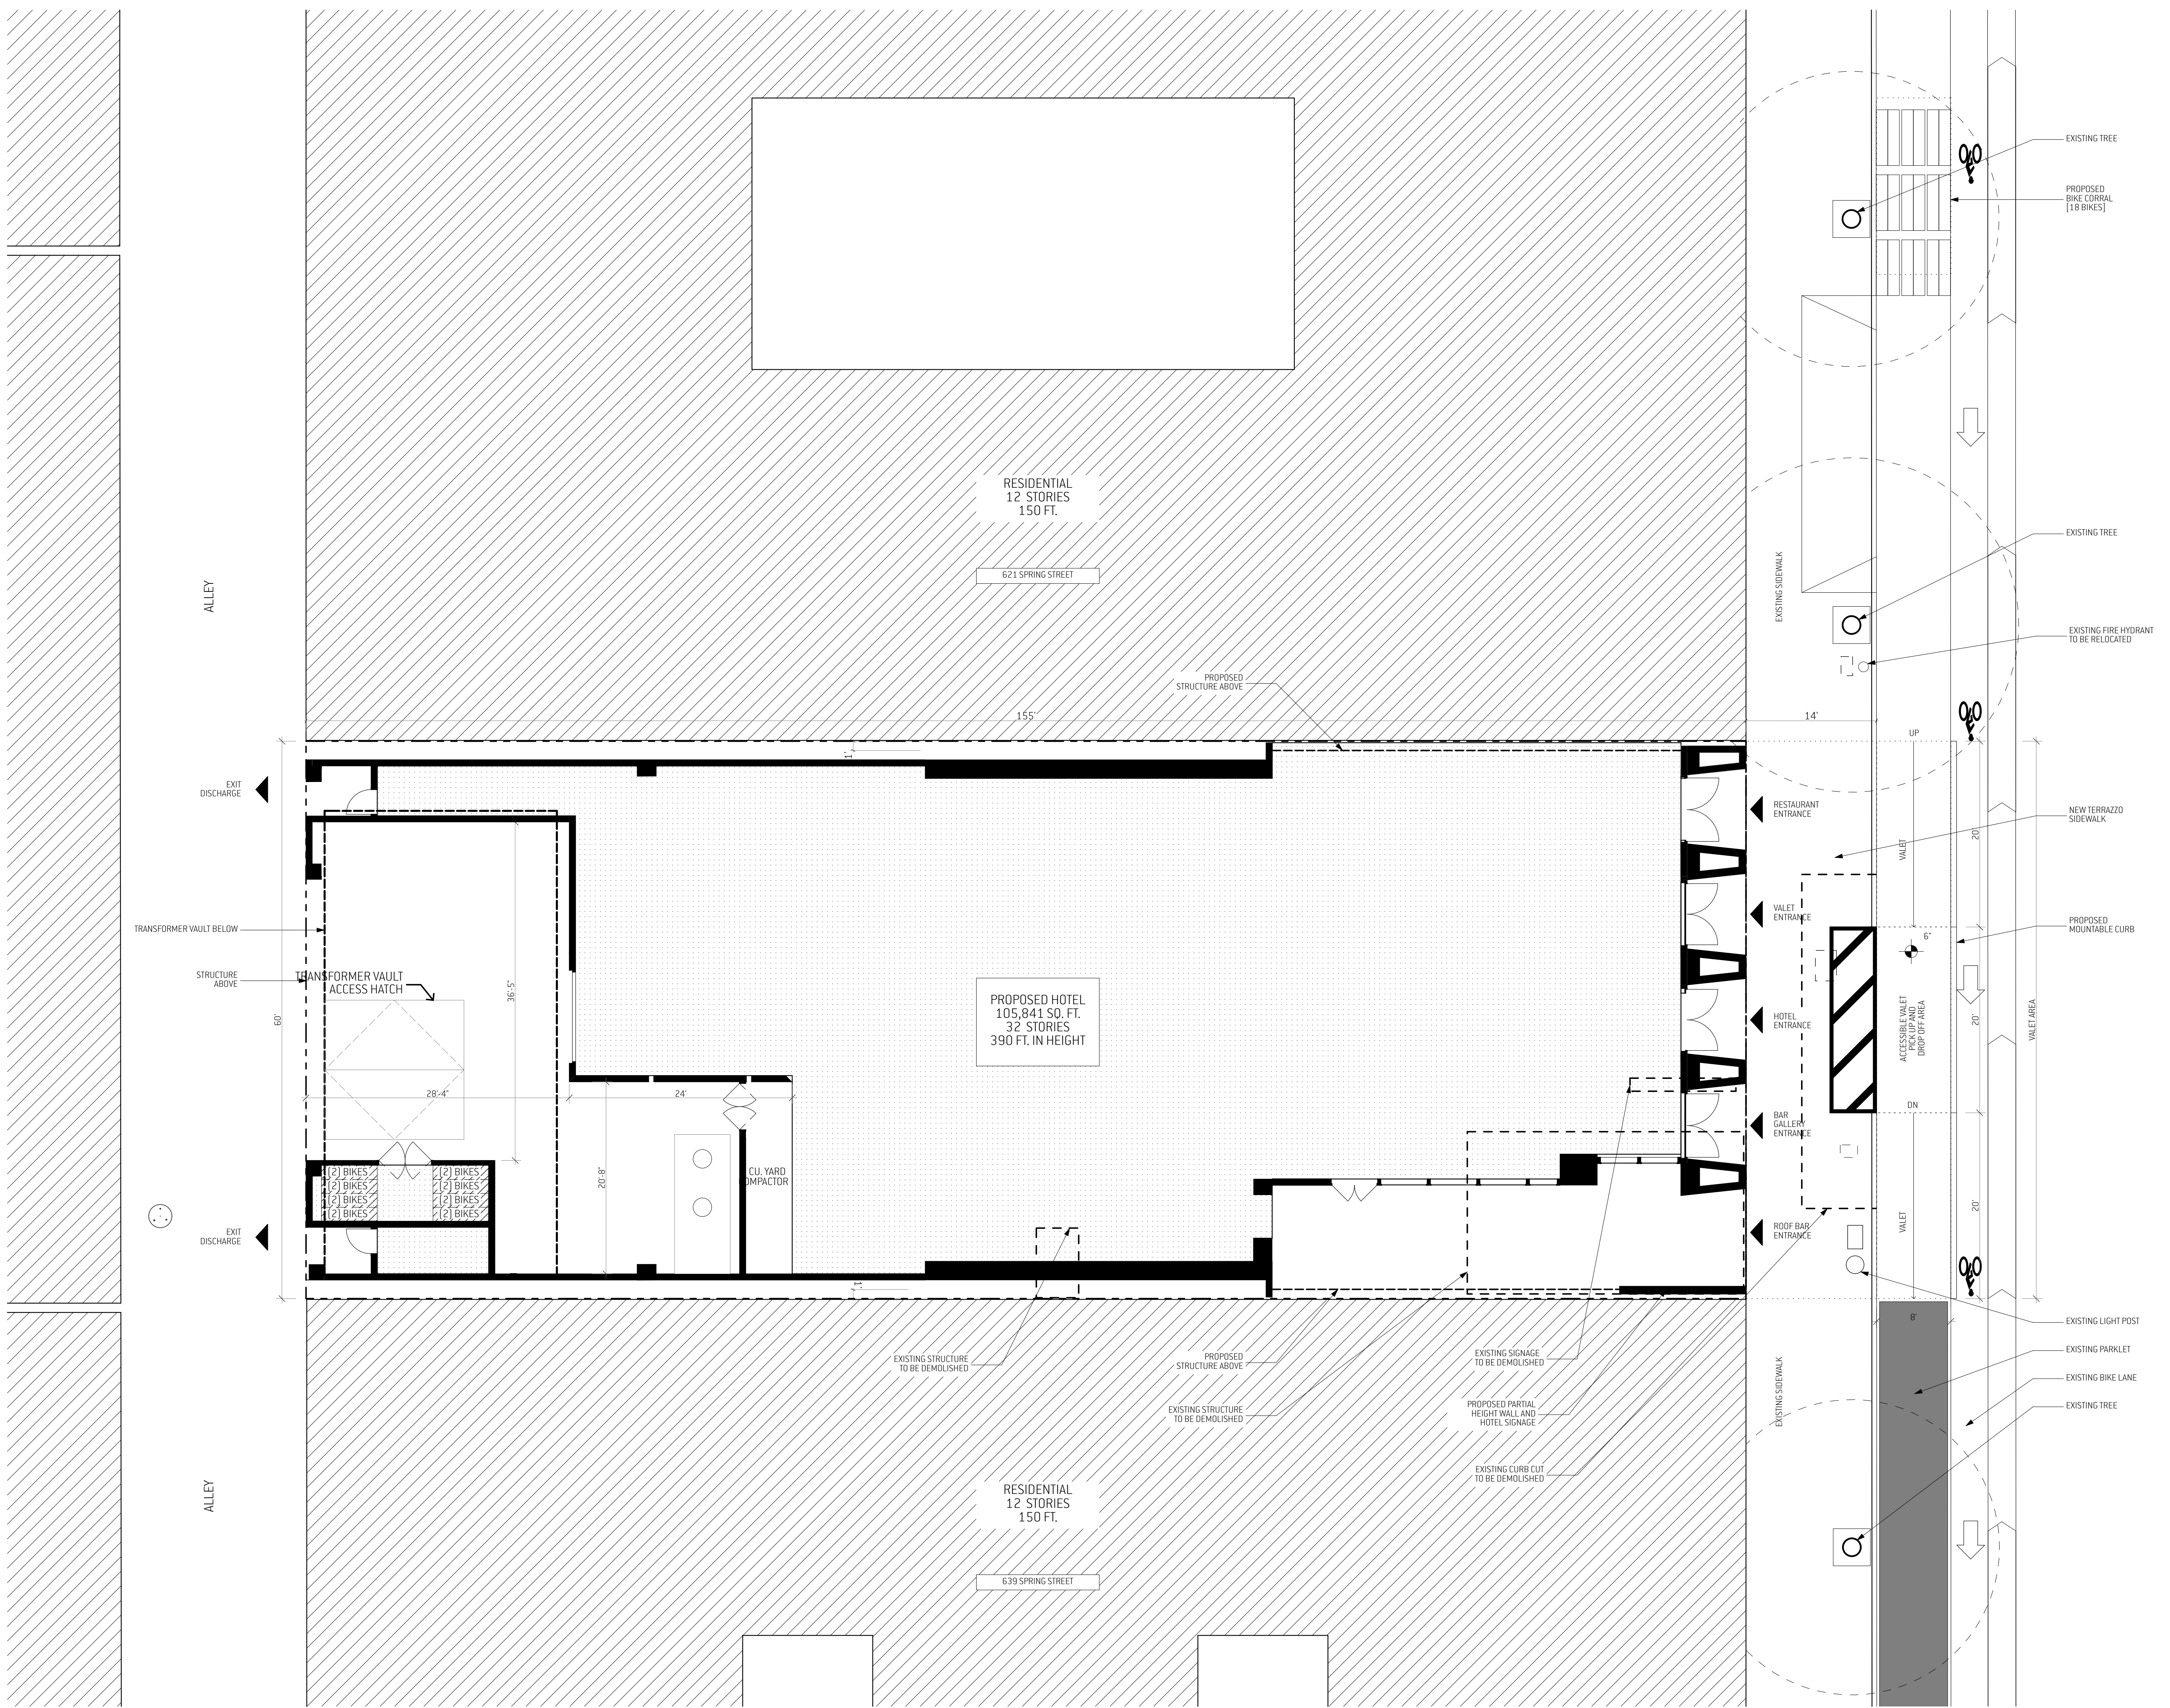 EXISTING TREE
PROPOSED
BIKE CORRAL
[18 BIKES]
RESIDENTIAL
12 STORIES
150 FT.
621 SPRING STREET
ALLEY
EXISTING SIDEWALK
EXISTING TREE
EXISTING FIRE HYDRANT
TO BE RELOCATED
PROPOSED
STRUCTURE ABOVE
155'
14'
UP
1'
EXIT
DISCHARGE
RESTAURANT
ENTRANCE
VALET
20'
NEW TERRAZZO
SIDEWALK
VALET
ENTRANCE
TRANSFORMER VAULT BELOW
6"
PROPOSED
MOUNTABLE CURB
STRUCTURE
ABOVE
TRANSFORMER VAULT
ACCESS HATCH
36'-5"
60'
PROPOSED HOTEL
105,841 SQ. FT.
32 STORIES
390 FT. IN HEIGHT
HOTEL
ENTRANCE
ACCESSIBLE VALET
PICK UP AND
DROP OFF AREA
20'
VALET AREA
28'-4"
24'
DN
BAR
GALLERY
ENTRANCE
[2] BIKES
[2] BIKES
[2] BIKES
[2] BIKES
[2] BIKES
[2] BIKES
[2] BIKES
[2] BIKES
20'-8"
CU. YARD
OMPACTOR
EXIT
DISCHARGE
ROOF BAR
ENTRANCE
VALET
20'
1'
8'
EXISTING LIGHT POST
EXISTING STRUCTURE
TO BE DEMOLISHED
PROPOSED
STRUCTURE ABOVE
EXISTING SIGNAGE
TO BE DEMOLISHED
EXISTING PARKLET
EXISTING BIKE LANE
EXISTING SIDEWALK
EXISTING STRUCTURE
TO BE DEMOLISHED
PROPOSED PARTIAL
HEIGHT WALL AND
HOTEL SIGNAGE
EXISTING TREE
EXISTING CURB CUT
TO BE DEMOLISHED
ALLEY
RESIDENTIAL
12 STORIES
150 FT.
639 SPRING STREET